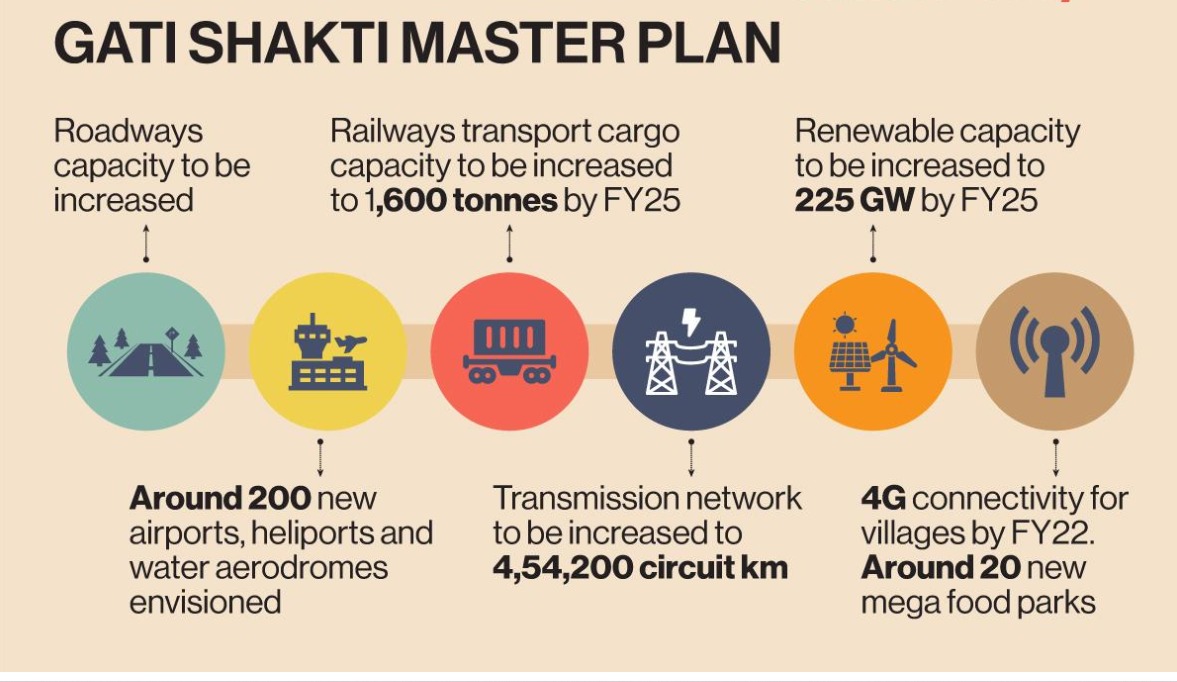 GATI SHAKTI MASTER PLAN
Roadways
capacity to be
increased
Railways transport cargo
capacity to be increased
to 1,600 tonnes by FY25
Renewable capacity
to be increased to
225 GW by FY25
Around 200 new
airports, heliports and
water aerodromes
envisioned
Transmission network
to be increased to
4,54,200 circuit km
4G connectivity for
villages by FY22.
Around 20 new
mega food parks